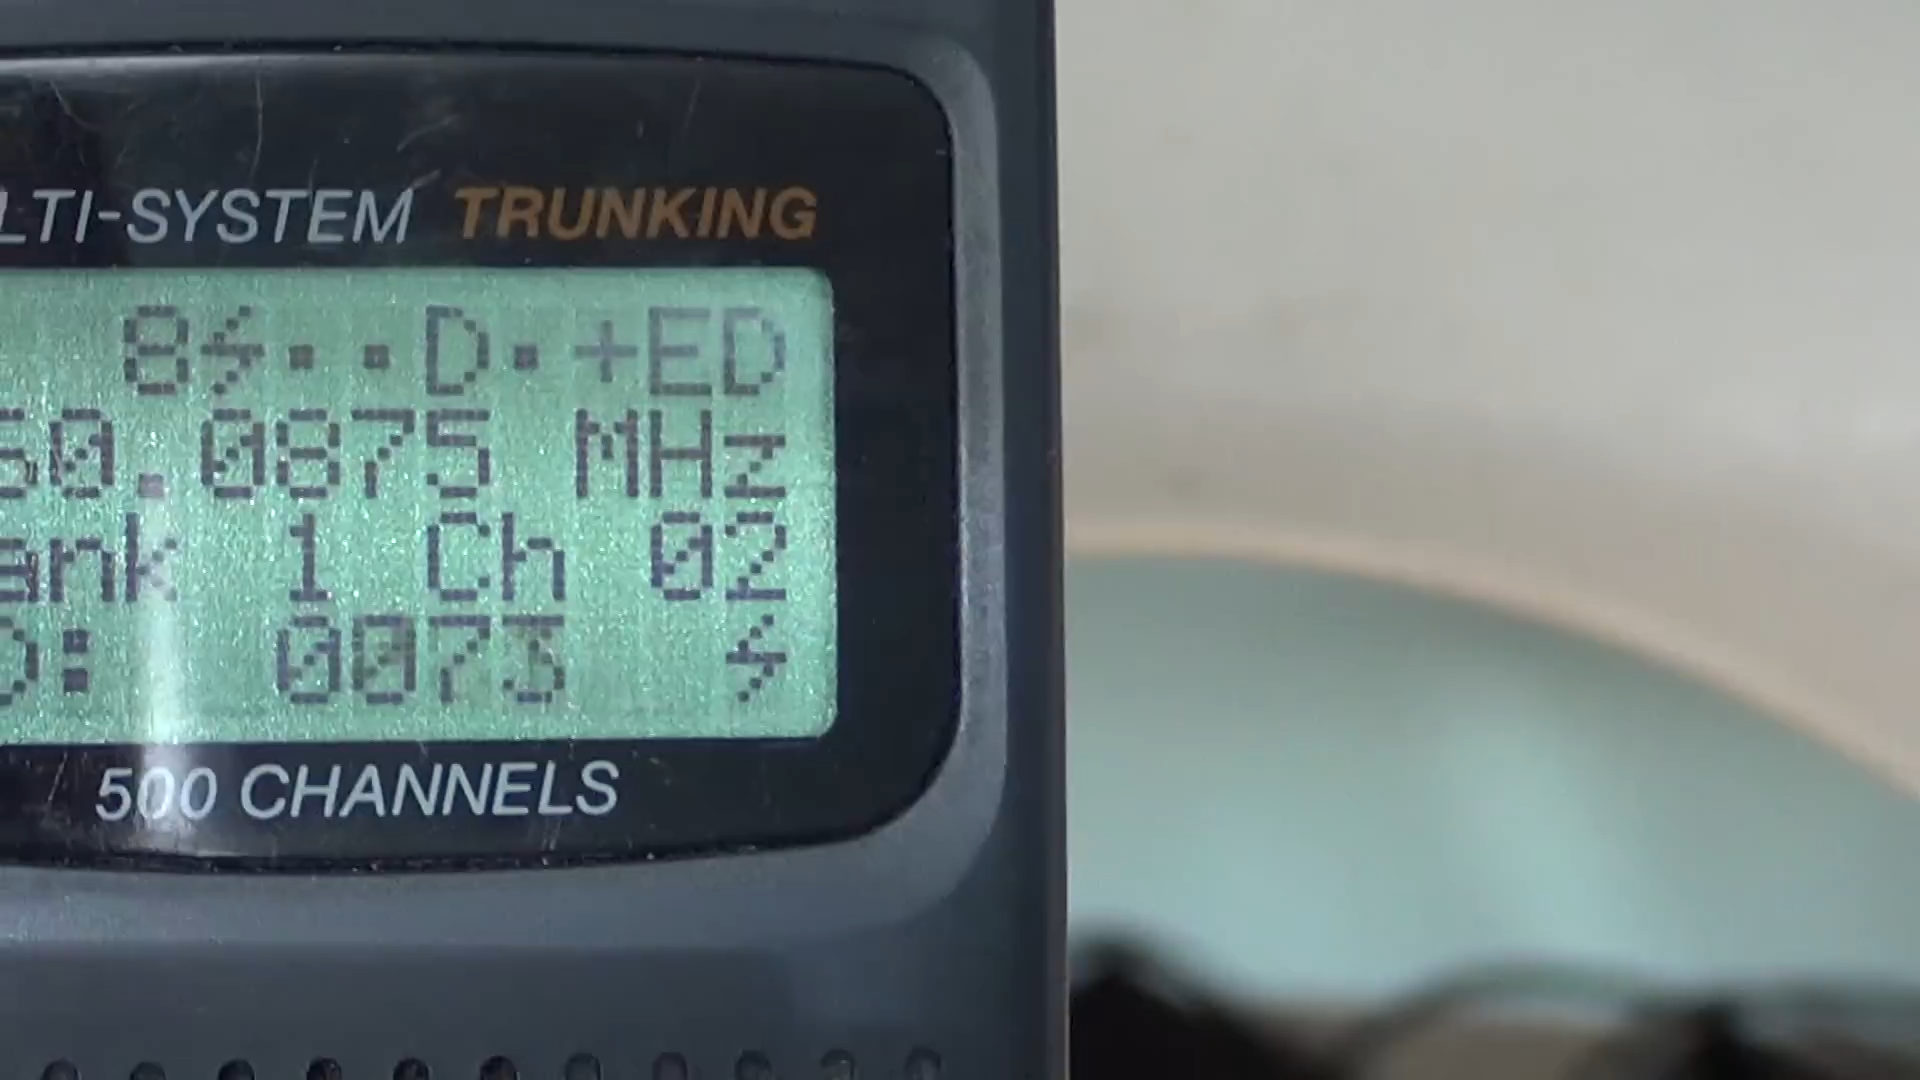 LTI-SYSTEM TRUNKING
8⚡▪▪D▪+ED
50.0875 MHz
ank 1 Ch 02
D: 0073 ⚡
500 CHANNELS